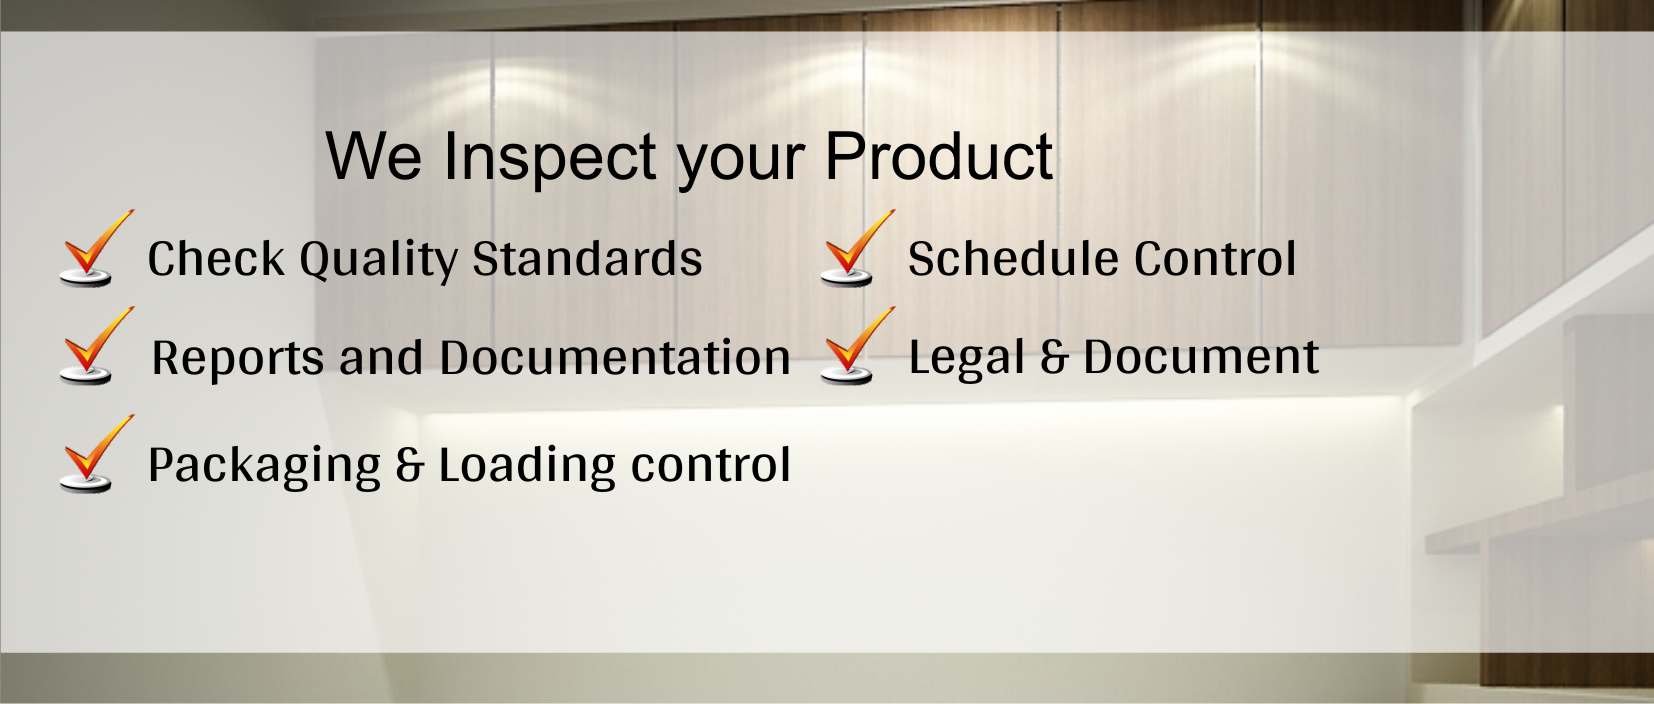 We Inspect your Product
Check Quality Standards
Schedule Control
Reports and Documentation
Legal & Document
Packaging & Loading control